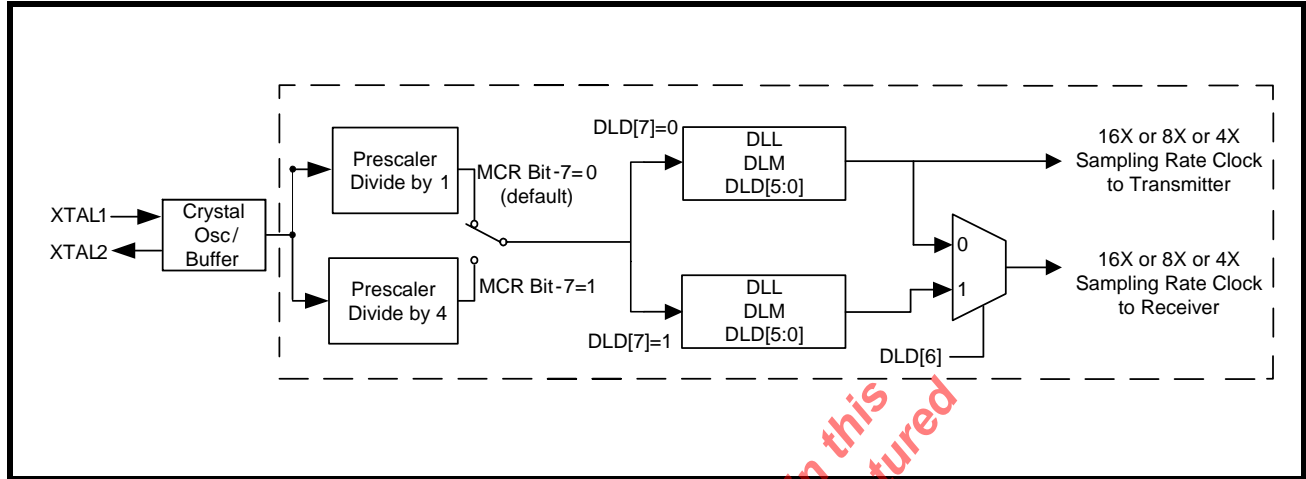 XTAL1
XTAL2
Crystal
Osc/
Buffer
Prescaler
Divide by 1
Prescaler
Divide by 4
MCR Bit-7=0
(default)
MCR Bit-7=1
DLD[7]=0
DLL
DLM
DLD[5:0]
DLD[7]=1
DLL
DLM
DLD[5:0]
0
1
DLD[6]
16X or 8X or 4X
Sampling Rate Clock
to Transmitter
16X or 8X or 4X
Sampling Rate Clock
to Receiver
this